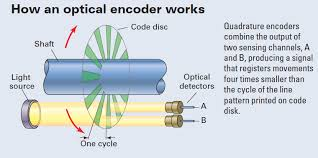 How an optical encoder works
Code disc
Shaft
Light
source
Optical
detectors
A
B
One cycle
Quadrature encoders
combine the output of
two sensing channels, A
and B, producing a signal
that registers movements
four times smaller than
the cycle of the line
pattern printed on code
disk.